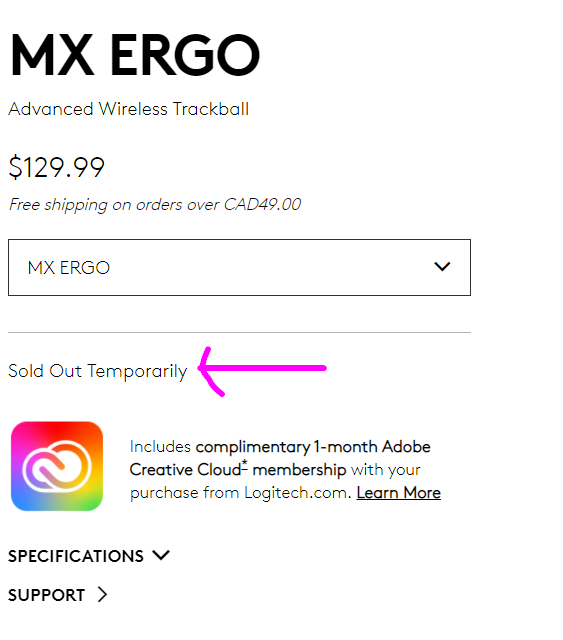 MX ERGO
Advanced Wireless Trackball
$129.99
Free shipping on orders over CAD49.00
MX ERGO
Sold Out Temporarily
Includes complimentary 1-month Adobe
Creative Cloud* membership with your
purchase from Logitech.com. Learn More
SPECIFICATIONS
SUPPORT